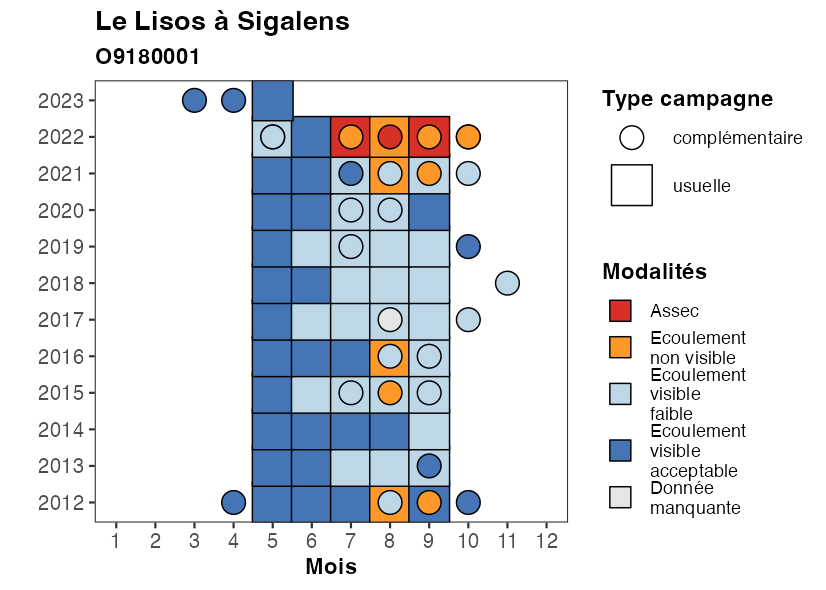 Le Lisos à Sigalens
O9180001
2023
2022
2021
2020
2019
2018
2017
2016
2015
2014
2013
2012
1 2 3 4 5 6 7 8 9 10 11 12
Mois
Type campagne
complémentaire
usuelle
Modalités
Assec
Ecoulement
non visible
Ecoulement
visible
faible
Ecoulement
visible
acceptable
Donnée
manquante